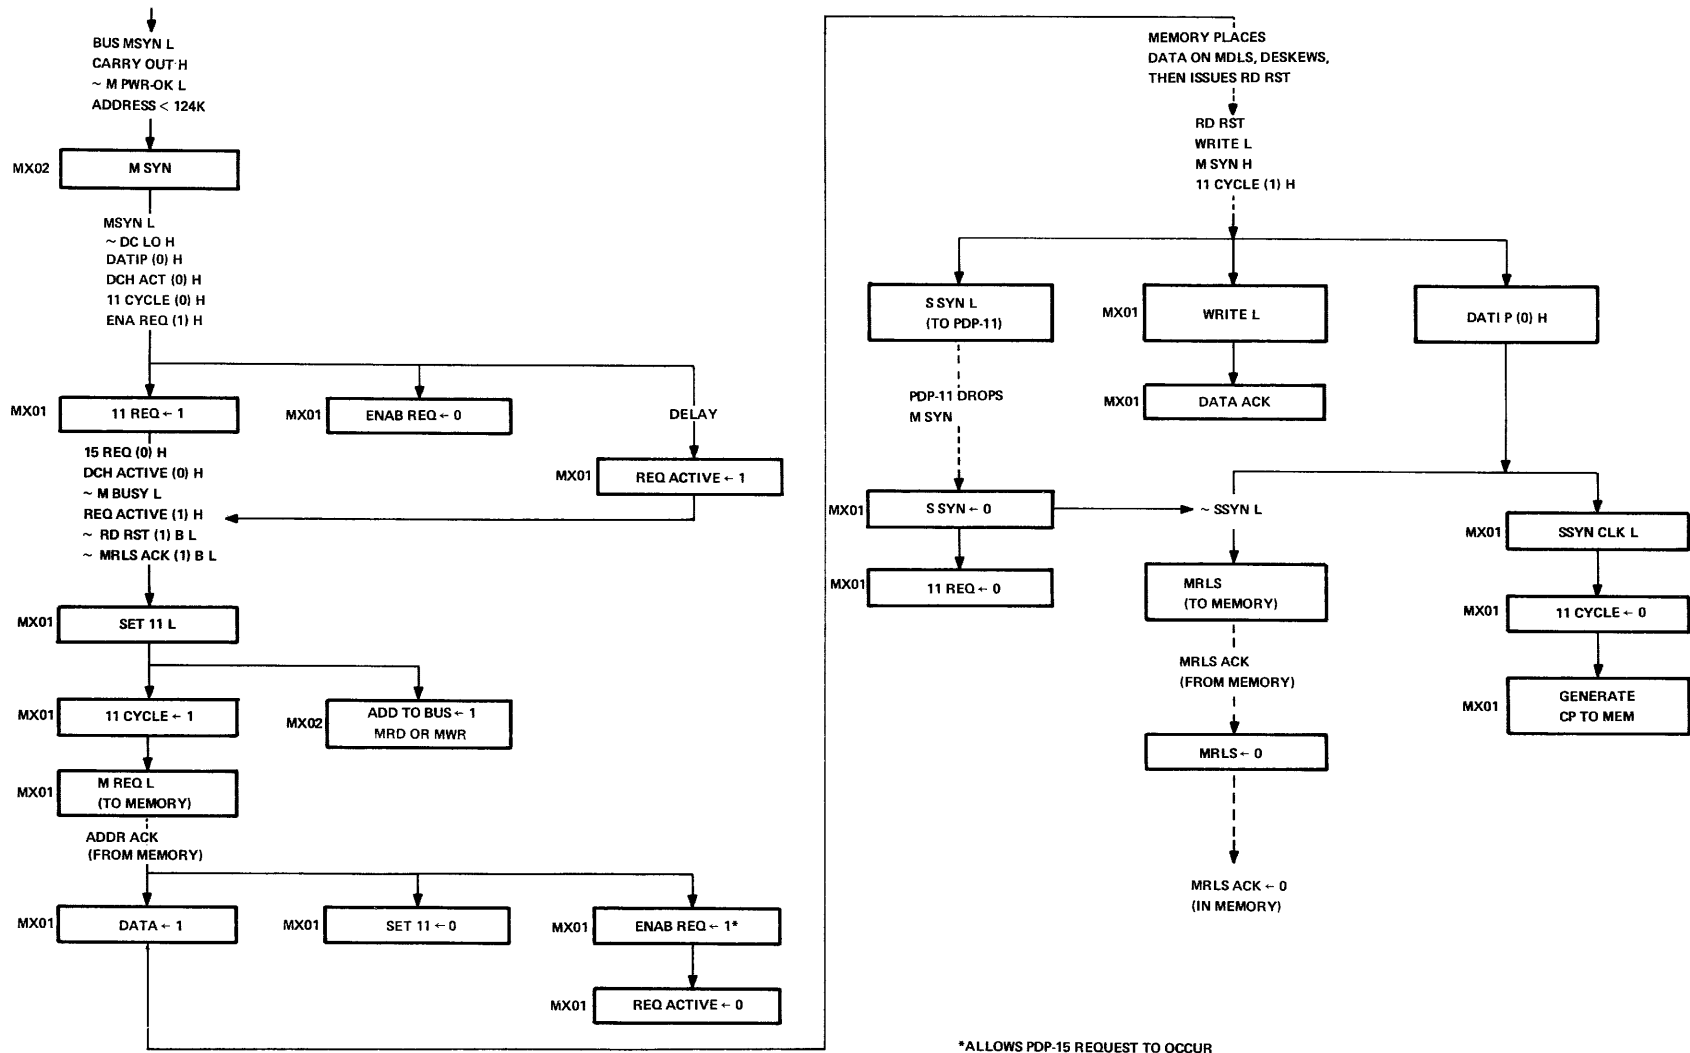 BUS MSYN L
CARRY OUT H
~ M PWR-OK L
ADDRESS < 124K
MX02
M SYN
MSYN L
~ DC LO H
DATIP (0) H
DCH ACT (0) H
11 CYCLE (0) H
ENA REQ (1) H
MX01
11 REQ ← 1
MX01
ENAB REQ ← 0
DELAY
MX01
REQ ACTIVE ← 1
15 REQ (0) H
DCH ACTIVE (0) H
~ M BUSY L
REQ ACTIVE (1) H
~ RD RST (1) B L
~ MRLS ACK (1) B L
MX01
SET 11 L
MX01
11 CYCLE ← 1
MX02
ADD TO BUS ← 1
MRD OR MWR
MX01
M REQ L
(TO MEMORY)
ADDR ACK
(FROM MEMORY)
MX01
DATA ← 1
MX01
SET 11 ← 0
MX01
ENAB REQ ← 1*
MX01
REQ ACTIVE ← 0
MEMORY PLACES
DATA ON MDLS, DESKEWS,
THEN ISSUES RD RST
RD RST
WRITE L
M SYN H
11 CYCLE (1) H
S SYN L
(TO PDP-11)
MX01
WRITE L
DATI P (0) H
PDP-11 DROPS
M SYN
MX01
DATA ACK
MX01
S SYN ← 0
~ SSYN L
MX01
SSYN CLK L
MX01
11 REQ ← 0
MRLS
(TO MEMORY)
MX01
11 CYCLE ← 0
MRLS ACK
(FROM MEMORY)
MX01
GENERATE
CP TO MEM
MRLS ← 0
MRLS ACK ← 0
(IN MEMORY)
*ALLOWS PDP-15 REQUEST TO OCCUR